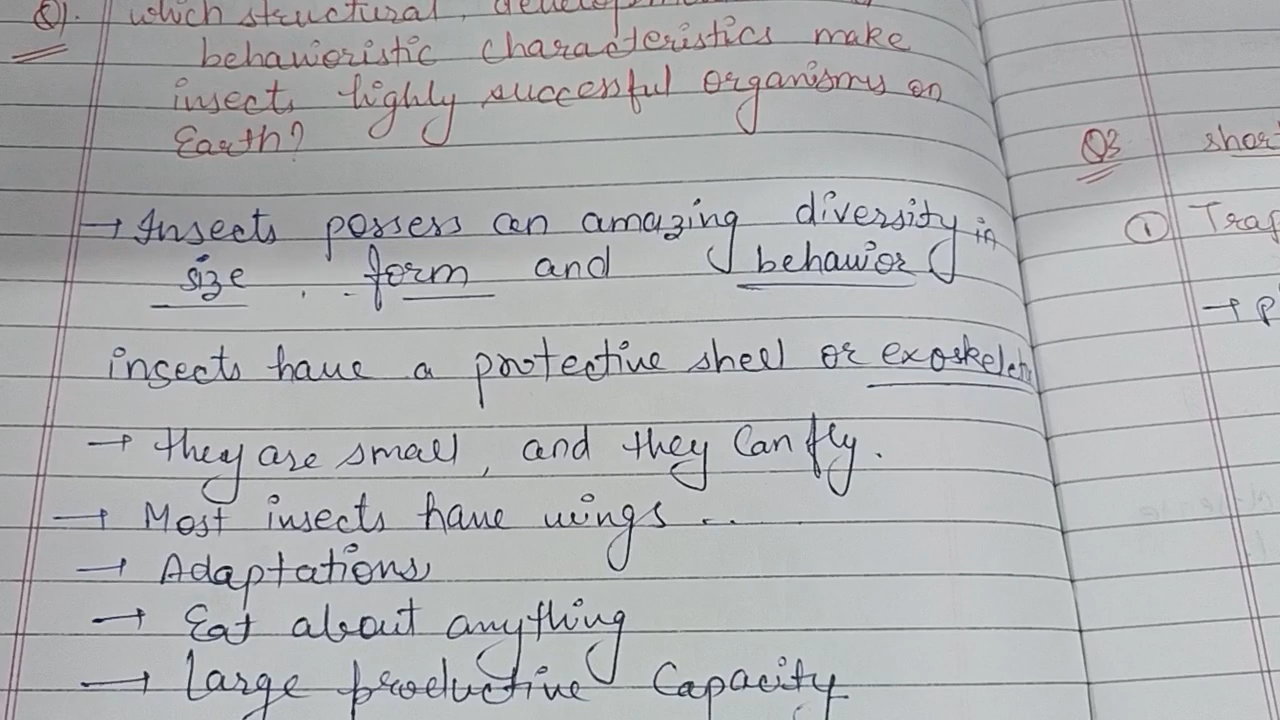 Q). which structural,
behavioristic characteristics make
insects highly successful organisms on
Earth?
→ Insects possess an amazing diversity in
size, form and behavior
insects have a protective shell or exoskeleton
→ they are small, and they can fly.
→ Most insects have wings ..
→ Adaptations
→ Eat about anything
→ Large productive Capacity
Q3 shor
① Trap
→ P